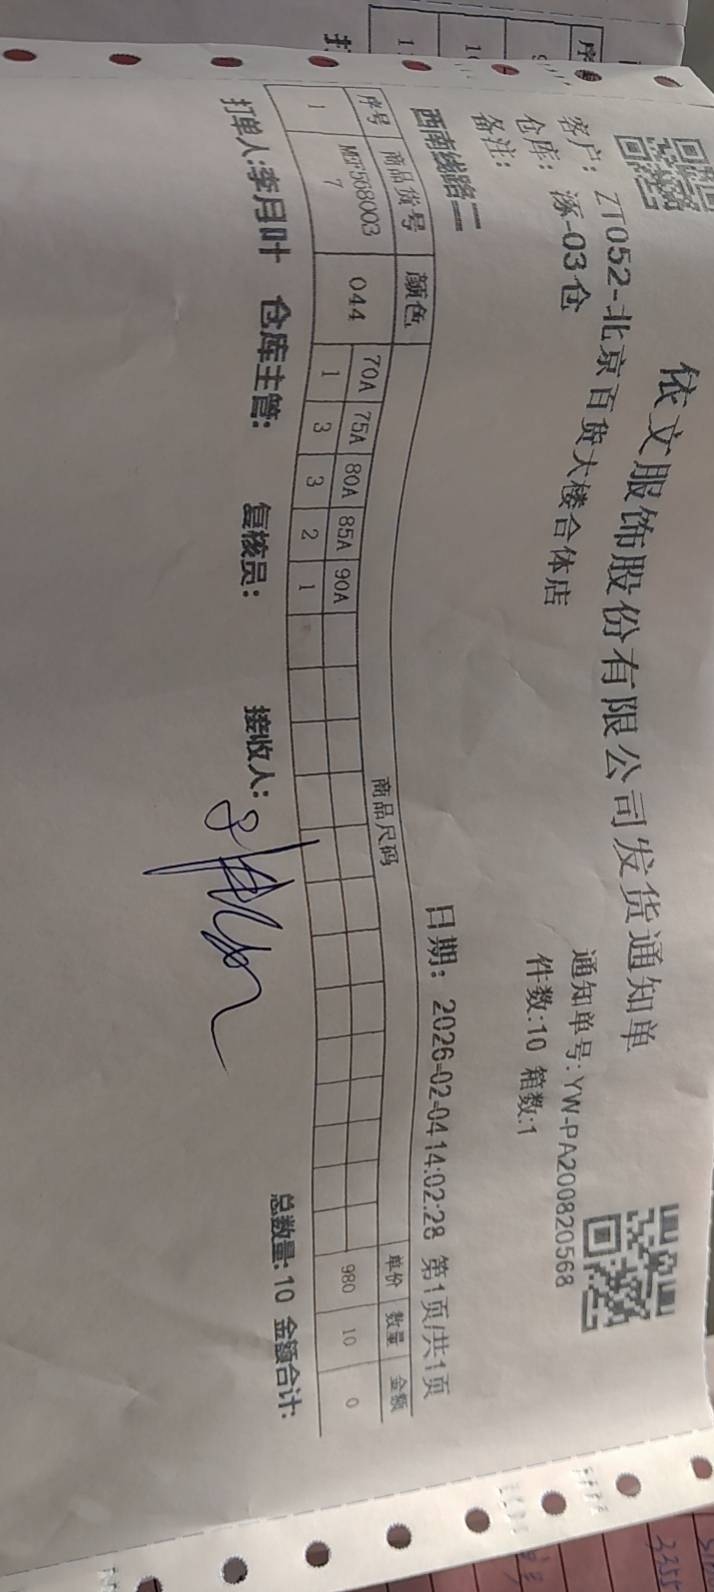 依文服饰股份有限公司发货通知单
客户: ZT052-北京百货大楼合体店
通知单号: YW-PA200820568
仓库: 涿-03仓
件数:10 箱数:1
备注:
西南线路二
日期: 2026-02-04 14:02:28 第1页/共1页
序号 商品货号 颜色 商品尺码 单价 数量 金额
70A 75A 80A 85A 90A
1 044 1 3 3 2 1 980 10 0
打单人:李月叶 仓库主管: 复核员: 接收人:
总数量: 10 金额合计: